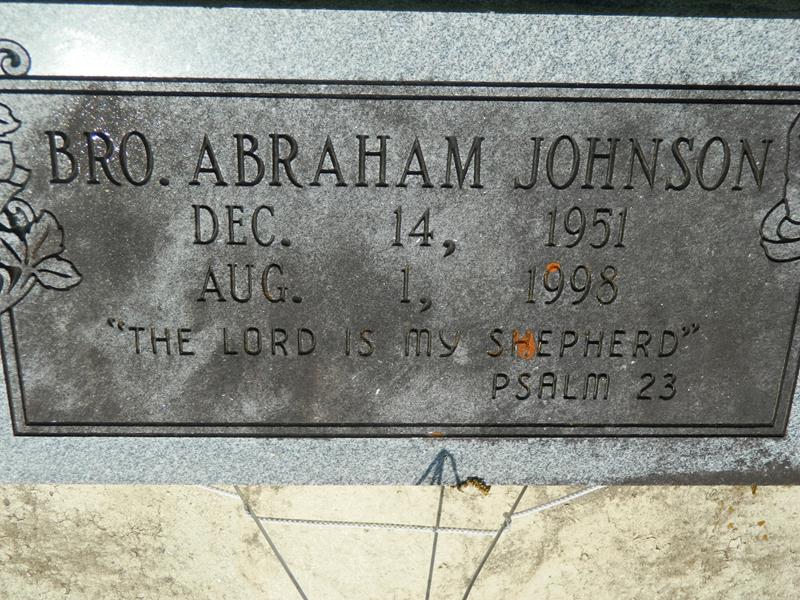 BRO. ABRAHAM JOHNSON
DEC. 14, 1951
AUG. 1, 1998
"THE LORD IS MY SHEPHERD"
PSALM 23